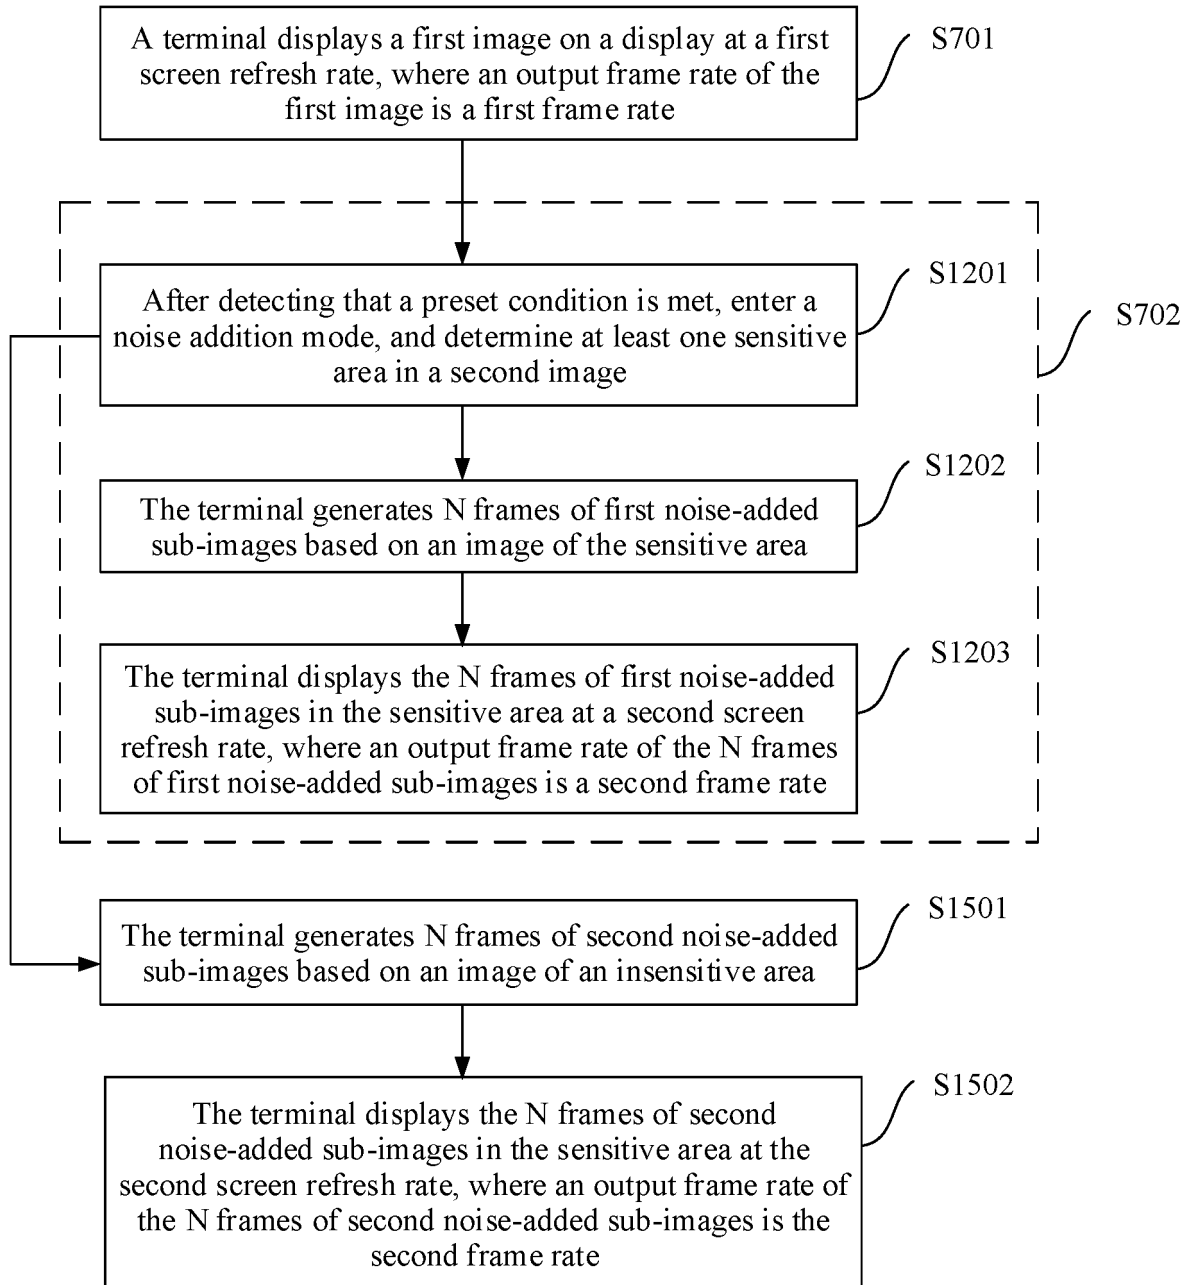 A terminal displays a first image on a display at a first
screen refresh rate, where an output frame rate of the
first image is a first frame rate
S701
After detecting that a preset condition is met, enter a
noise addition mode, and determine at least one sensitive
area in a second image
S1201
S702
The terminal generates N frames of first noise-added
sub-images based on an image of the sensitive area
S1202
The terminal displays the N frames of first noise-added
sub-images in the sensitive area at a second screen
refresh rate, where an output frame rate of the N frames
of first noise-added sub-images is a second frame rate
S1203
The terminal generates N frames of second noise-added
sub-images based on an image of an insensitive area
S1501
The terminal displays the N frames of second
noise-added sub-images in the sensitive area at the
second screen refresh rate, where an output frame rate of
the N frames of second noise-added sub-images is the
second frame rate
S1502